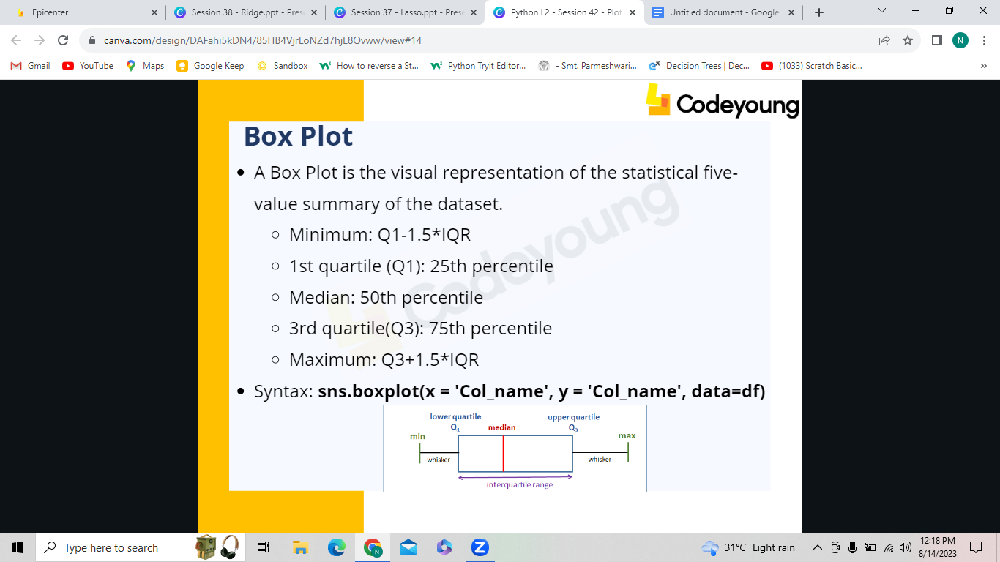 Epicenter
Session 38 - Ridge.ppt - Pres
Session 37 - Lasso.ppt - Prese
Python L2 - Session 42 - Plot
Untitled document - Google
canva.com/design/DAFahi5kDN4/85HB4VjrLoNZd7hjL8Ovww/view#14
N
Gmail
YouTube
Maps
Google Keep
Sandbox
How to reverse a St...
Python Tryit Editor...
- Smt. Parmeshwari...
Decision Trees | Dec...
(1033) Scratch Basic...
Codeyoung
Box Plot
A Box Plot is the visual representation of the statistical five-
value summary of the dataset.
Minimum: Q1-1.5*IQR
1st quartile (Q1): 25th percentile
Median: 50th percentile
3rd quartile(Q3): 75th percentile
Maximum: Q3+1.5*IQR
Codeyoung
Syntax: sns.boxplot(x = 'Col_name', y = 'Col_name', data=df)
lower quartile
Q1
median
upper quartile
Q3
min
max
whisker
whisker
interquartile range
Type here to search
N
Z
31°C Light rain
12:18 PM
8/14/2023